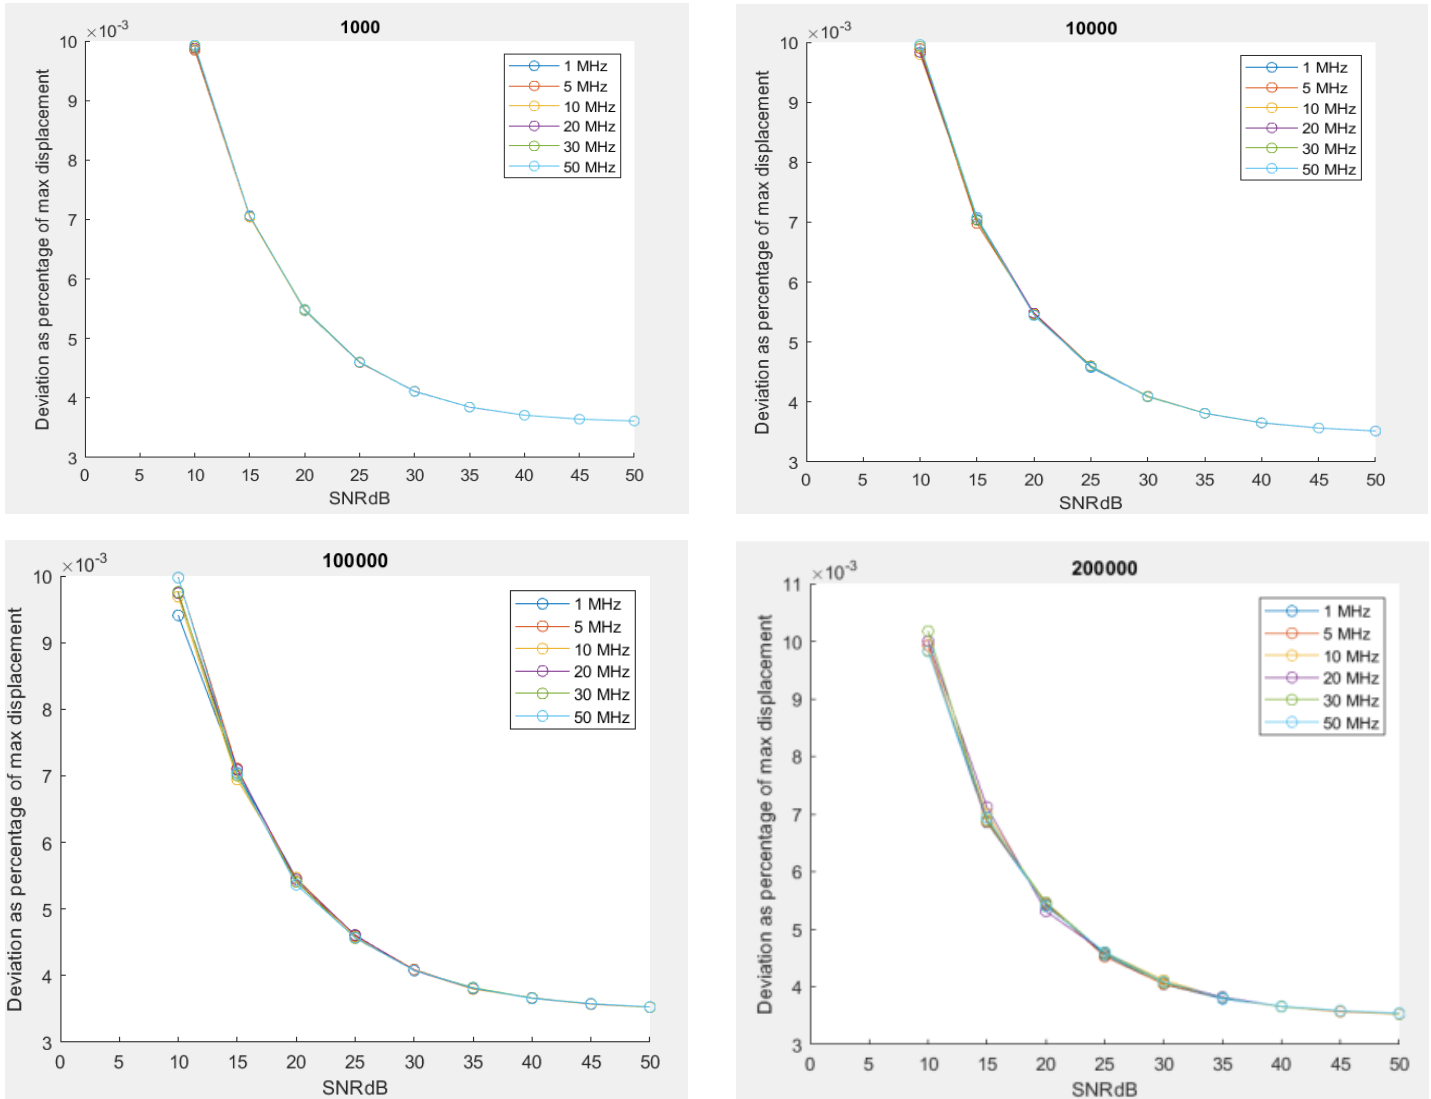 1000
×10⁻³
10
9
8
7
6
5
4
3
0 5 10 15 20 25 30 35 40 45 50
SNRdB
Deviation as percentage of max displacement
1 MHz
5 MHz
10 MHz
20 MHz
30 MHz
50 MHz
10000
×10⁻³
10
9
8
7
6
5
4
3
0 5 10 15 20 25 30 35 40 45 50
SNRdB
Deviation as percentage of max displacement
1 MHz
5 MHz
10 MHz
20 MHz
30 MHz
50 MHz
100000
×10⁻³
10
9
8
7
6
5
4
3
0 5 10 15 20 25 30 35 40 45 50
SNRdB
Deviation as percentage of max displacement
1 MHz
5 MHz
10 MHz
20 MHz
30 MHz
50 MHz
200000
×10⁻³
11
10
9
8
7
6
5
4
3
0 5 10 15 20 25 30 35 40 45 50
SNRdB
Deviation as percentage of max displacement
1 MHz
5 MHz
10 MHz
20 MHz
30 MHz
50 MHz